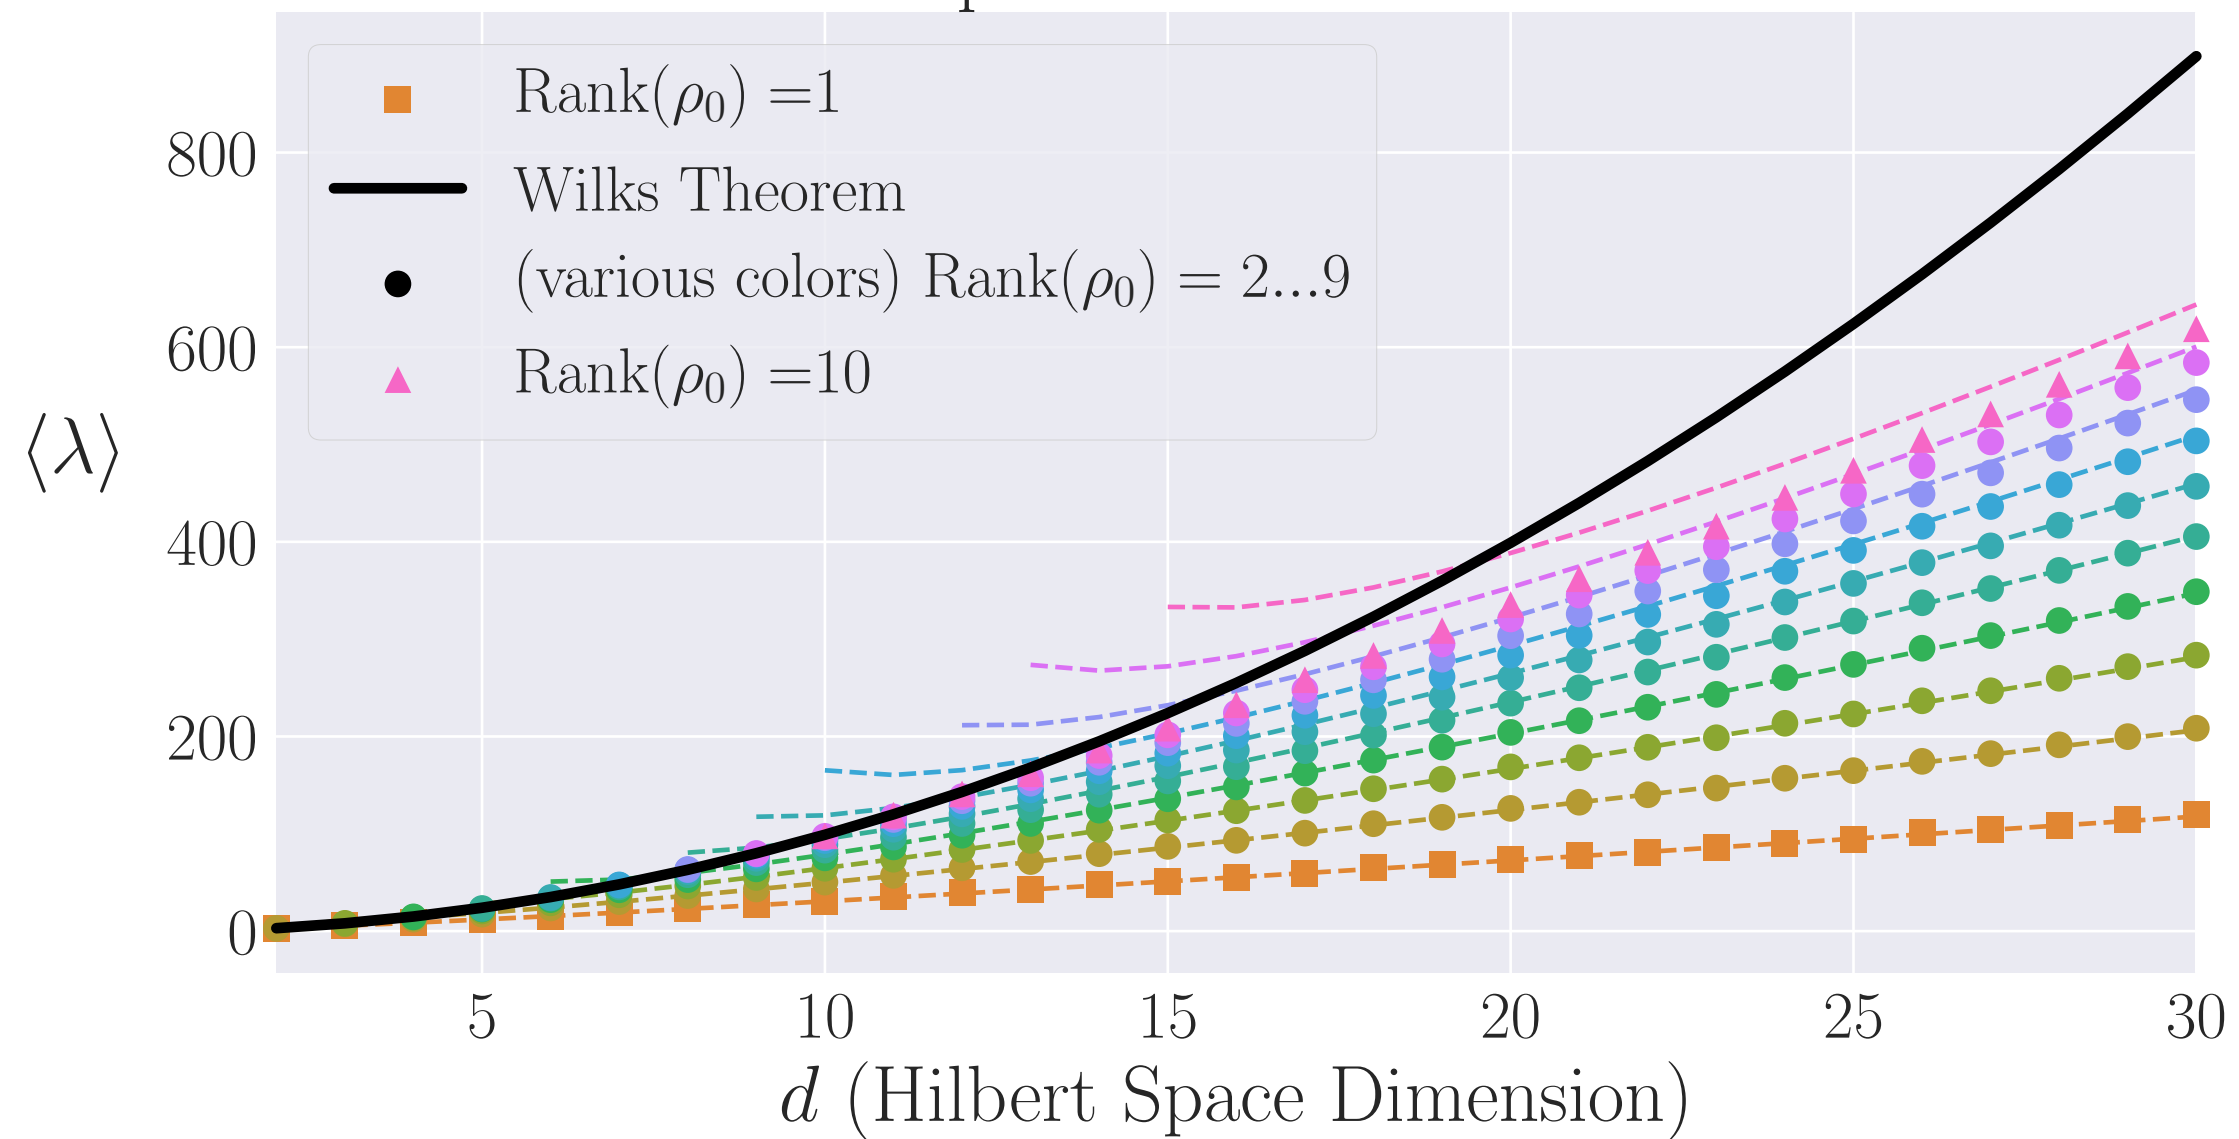 Rank(ρ₀) =1
Wilks Theorem
(various colors) Rank(ρ₀) = 2...9
Rank(ρ₀) =10
⟨λ⟩
800
600
400
200
0
5 10 15 20 25 30
d (Hilbert Space Dimension)